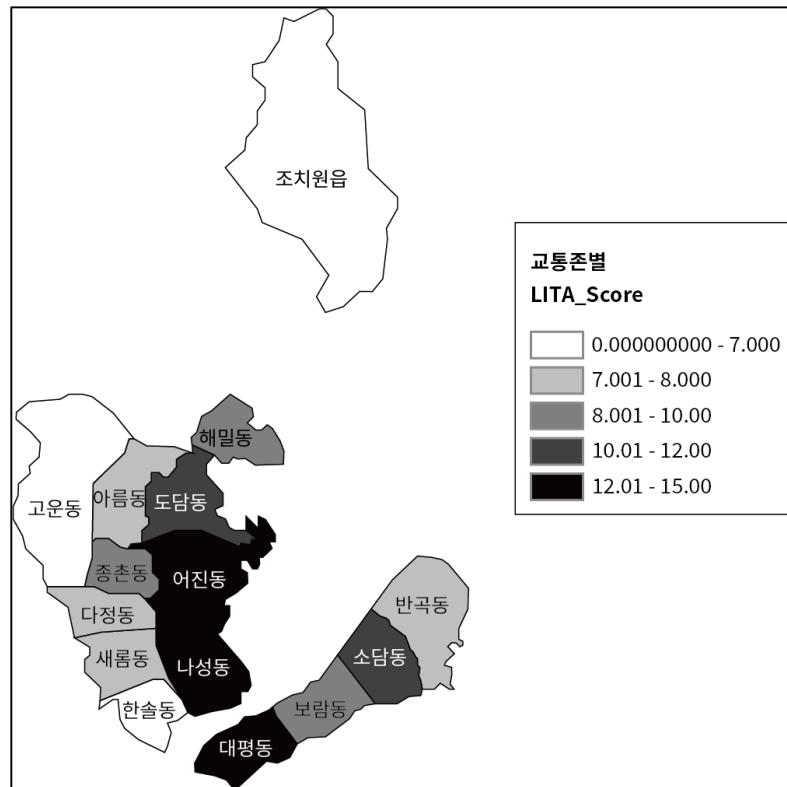 조치원읍
교통존별
LITA_Score
0.000000000 - 7.000
7.001 - 8.000
8.001 - 10.00
10.01 - 12.00
12.01 - 15.00
해밀동
아름동
도담동
고운동
종촌동
어진동
다정동
반곡동
새롬동
나성동
소담동
한솔동
보람동
대평동